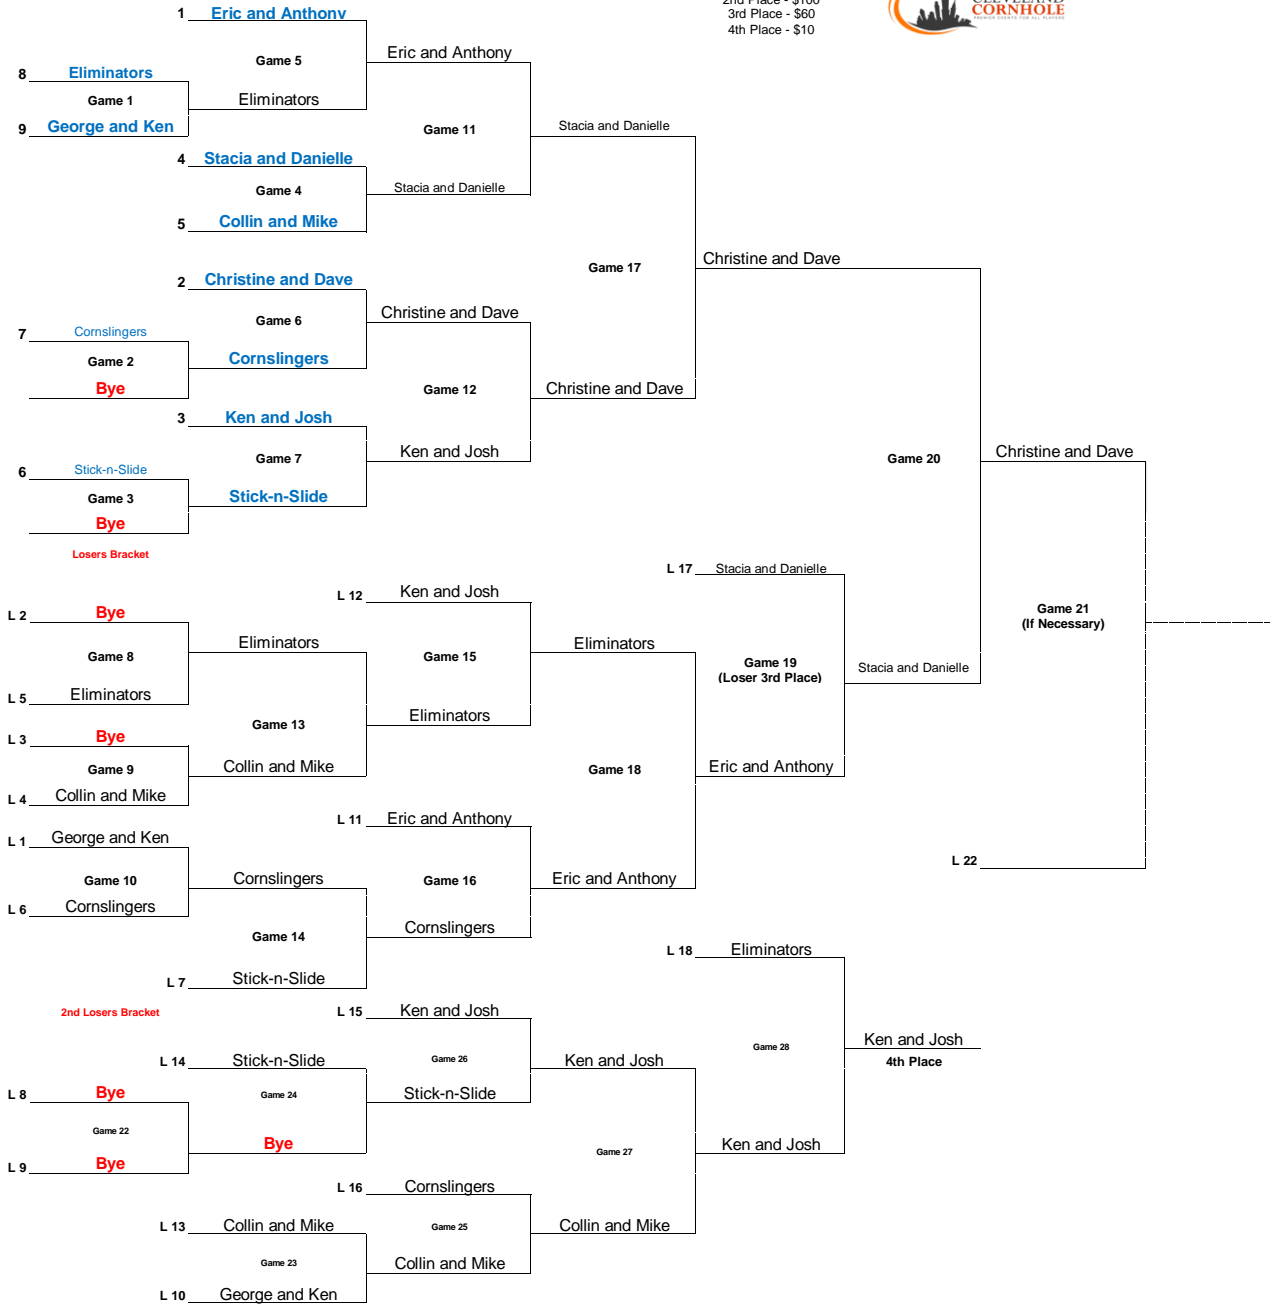 1 Eric and Anthony
2nd Place - $100
3rd Place - $60
4th Place - $10
CLEVELAND
CORNHOLE
PREMIER EVENTS FOR ALL PLAYERS
Game 5
Eric and Anthony
8 Eliminators
Game 1
Eliminators
9 George and Ken
Game 11
Stacia and Danielle
4 Stacia and Danielle
Game 4
Stacia and Danielle
5 Collin and Mike
Game 17
Christine and Dave
2 Christine and Dave
Game 6
Christine and Dave
7 Cornslingers
Game 2
Cornslingers
Bye
Game 12
Christine and Dave
3 Ken and Josh
Game 7
Ken and Josh
6 Stick-n-Slide
Game 3
Stick-n-Slide
Bye
Game 20
Christine and Dave
Losers Bracket
L 17 Stacia and Danielle
L 12 Ken and Josh
L 2 Bye
Game 21
(If Necessary)
Eliminators
Game 8
Game 15
Eliminators
Game 19
(Loser 3rd Place)
Stacia and Danielle
L 5 Eliminators
Game 13
Eliminators
L 3 Bye
Game 9
Collin and Mike
Game 18
Eric and Anthony
L 4 Collin and Mike
L 11 Eric and Anthony
L 1 George and Ken
L 22
Game 10
Cornslingers
Game 16
Eric and Anthony
L 6 Cornslingers
Game 14
Cornslingers
L 18 Eliminators
L 7 Stick-n-Slide
2nd Losers Bracket
L 15 Ken and Josh
Game 28
Ken and Josh
4th Place
L 14 Stick-n-Slide
Game 26
Ken and Josh
L 8 Bye
Game 24
Stick-n-Slide
Game 22
Bye
Game 27
Ken and Josh
L 9 Bye
L 16 Cornslingers
L 13 Collin and Mike
Game 25
Collin and Mike
Game 23
Collin and Mike
L 10 George and Ken